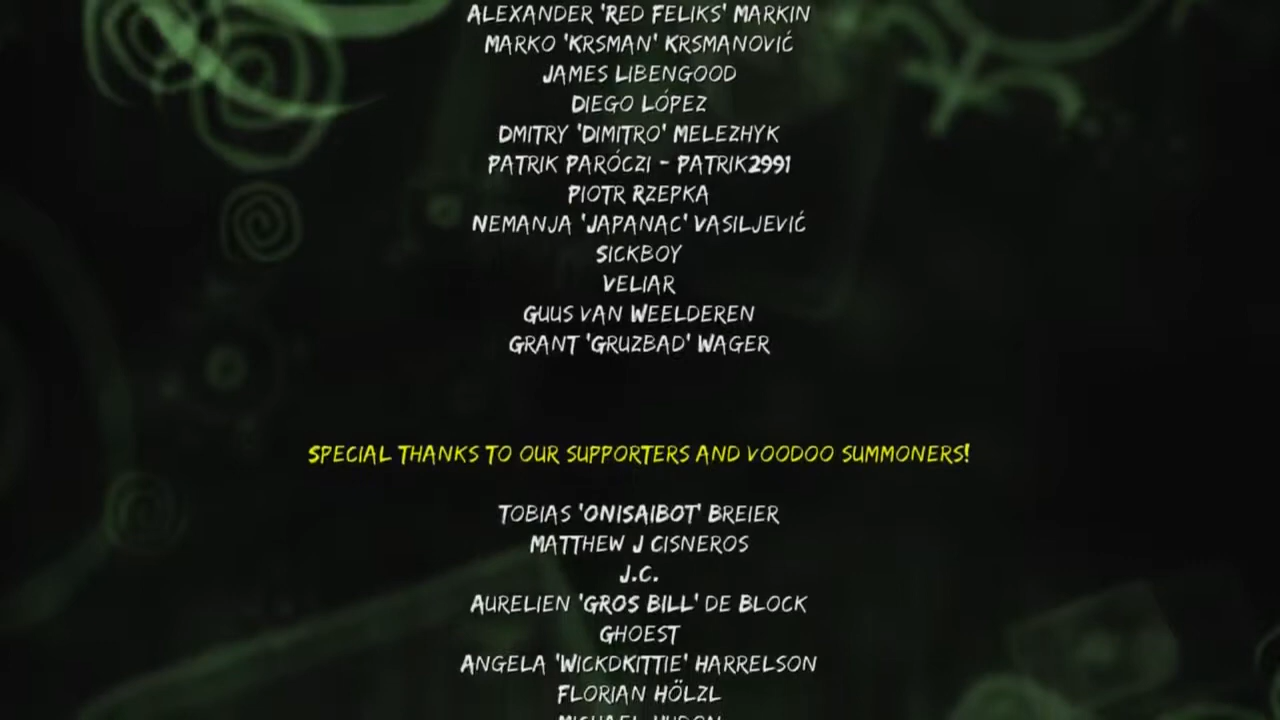 ALEXANDER 'RED FELIKS' MARKIN
MARKO 'KRSMAN' KRSMANOVIĆ
JAMES LIBENGOOD
DIEGO LÓPEZ
DMITRY 'DIMITRO' MELEZHYK
PATRIK PARÓCZI - PATRIK2991
PIOTR RZEPKA
NEMANJA 'JAPANAC' VASILJEVIĆ
SICKBOY
VELIAR
GUUS VAN WEELDEREN
GRANT 'GRUZBAD' WAGER
SPECIAL THANKS TO OUR SUPPORTERS AND VOODOO SUMMONERS!
TOBIAS 'ONISAIBOT' BREIER
MATTHEW J CISNEROS
J.C.
AURELIEN 'GROS BILL' DE BLOCK
GHOEST
ANGELA 'WICKDKITTIE' HARRELSON
FLORIAN HÖLZL
MICHAEL